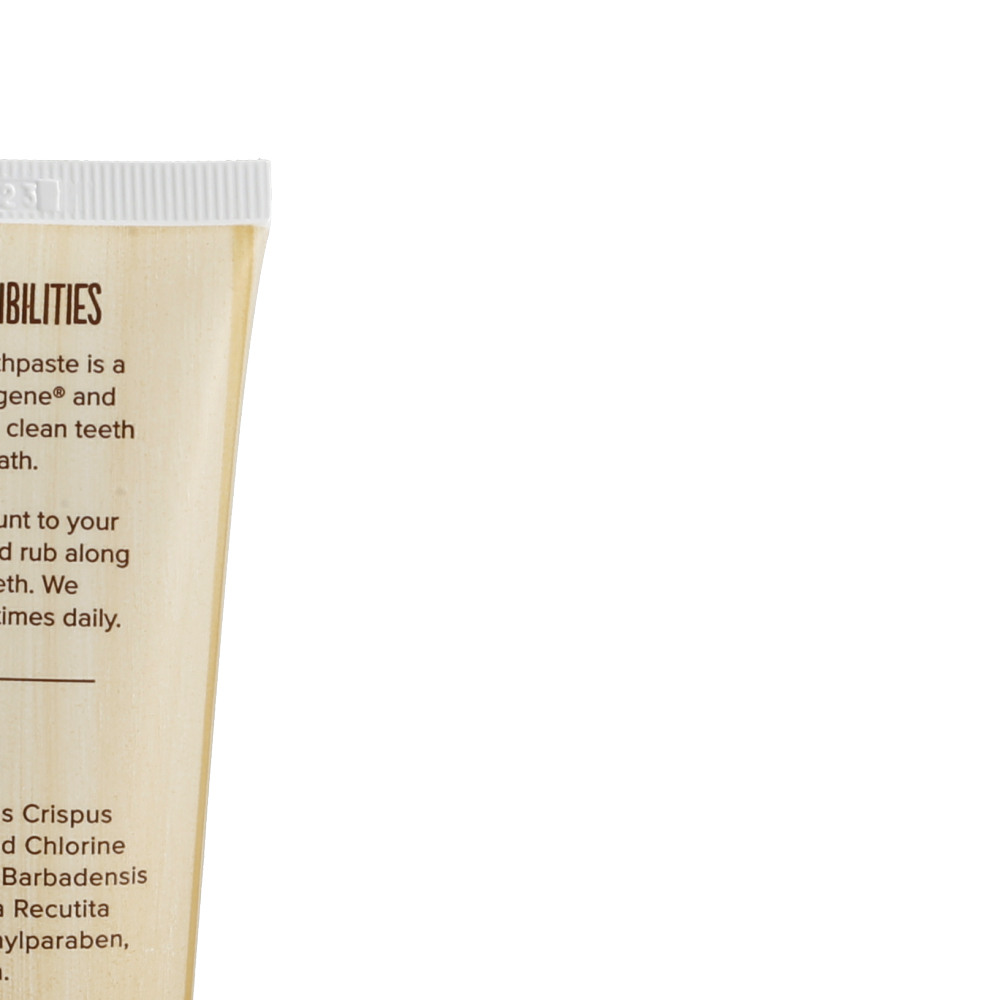 23
IBILITIES
thpaste is a
gene® and
clean teeth
ath.
unt to your
d rub along
eth. We
times daily.
s Crispus
d Chlorine
Barbadensis
a Recutita
ylparaben,